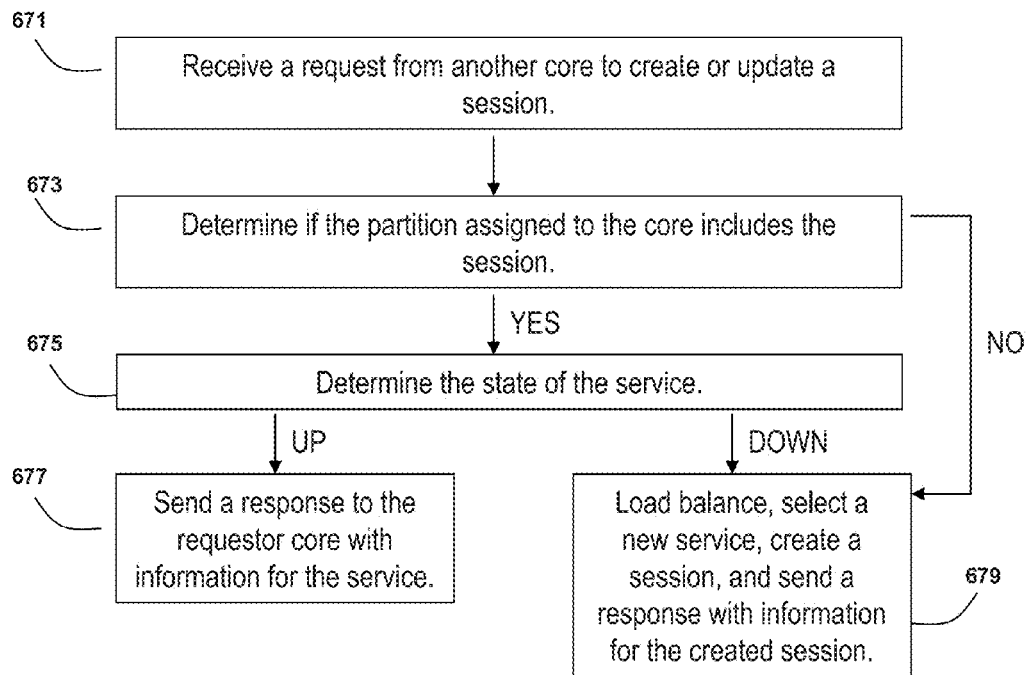 671
Receive a request from another core to create or update a
session.
673
Determine if the partition assigned to the core includes the
session.
YES
NO
675
Determine the state of the service.
UP
DOWN
677
Send a response to the
requestor core with
information for the service.
Load balance, select a
new service, create a
session, and send a
response with information
for the created session.
679